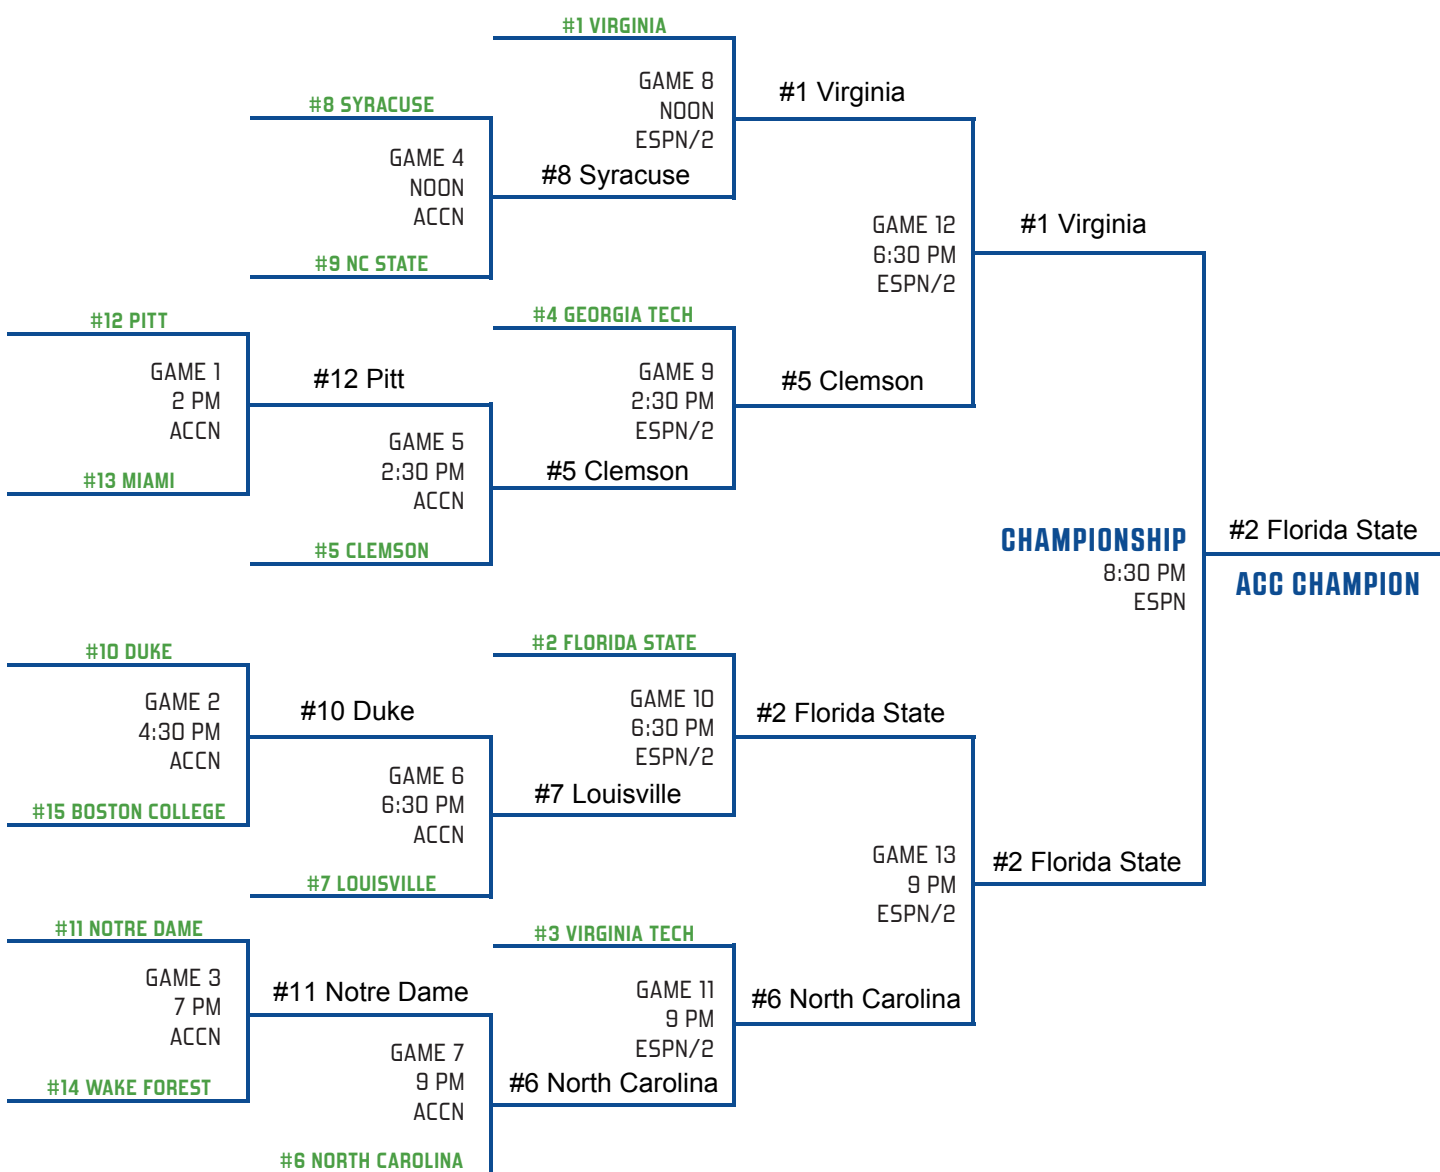 #1 VIRGINIA
GAME 8
NOON
ESPN/2
#1 Virginia
#8 SYRACUSE
GAME 4
NOON
ACCN
#8 Syracuse
#9 NC STATE
GAME 12
6:30 PM
ESPN/2
#1 Virginia
#12 PITT
GAME 1
2 PM
ACCN
#12 Pitt
#13 MIAMI
#4 GEORGIA TECH
GAME 9
2:30 PM
ESPN/2
#5 Clemson
GAME 5
2:30 PM
ACCN
#5 Clemson
#5 CLEMSON
CHAMPIONSHIP
8:30 PM
ESPN
#2 Florida State
ACC CHAMPION
#10 DUKE
GAME 2
4:30 PM
ACCN
#10 Duke
#15 BOSTON COLLEGE
#2 FLORIDA STATE
GAME 10
6:30 PM
ESPN/2
#2 Florida State
GAME 6
6:30 PM
ACCN
#7 Louisville
#7 LOUISVILLE
GAME 13
9 PM
ESPN/2
#2 Florida State
#11 NOTRE DAME
GAME 3
7 PM
ACCN
#11 Notre Dame
#14 WAKE FOREST
#3 VIRGINIA TECH
GAME 11
9 PM
ESPN/2
#6 North Carolina
GAME 7
9 PM
ACCN
#6 North Carolina
#6 NORTH CAROLINA